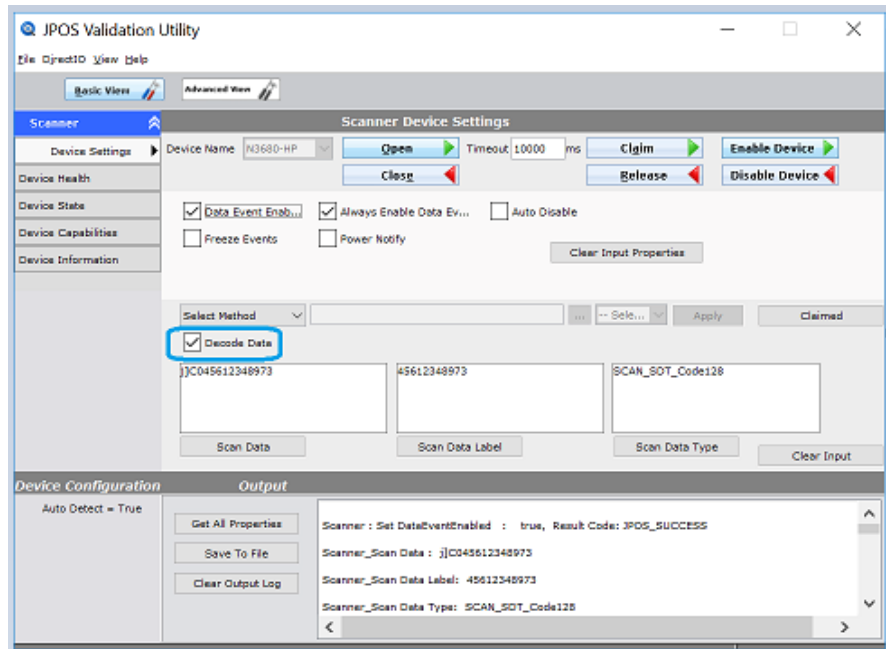 JPOS Validation Utility
File DirectIO View Help
Basic View Advanced View
Scanner
Scanner Device Settings
Device Settings
Device Name N3680-HP Open Timeout 10000 ms Claim Enable Device
Close Release Disable Device
Device Health
Device State
Device Capabilities
Device Information
Data Event Enab... Always Enable Data Ev... Auto Disable
Freeze Events Power Notify
Clear Input Properties
Select Method ... -- Sele... Apply Claimed
Decode Data
j]C045612348973 45612348973 SCAN_SDT_Code128
Scan Data Scan Data Label Scan Data Type Clear Input
Device Configuration Output
Auto Detect = True
Get All Properties
Save To File
Clear Output Log
Scanner : Set DataEventEnabled : true, Result Code: JPOS_SUCCESS
Scanner_Scan Data : j]C045612348973
Scanner_Scan Data Label: 45612348973
Scanner_Scan Data Type: SCAN_SDT_Code128